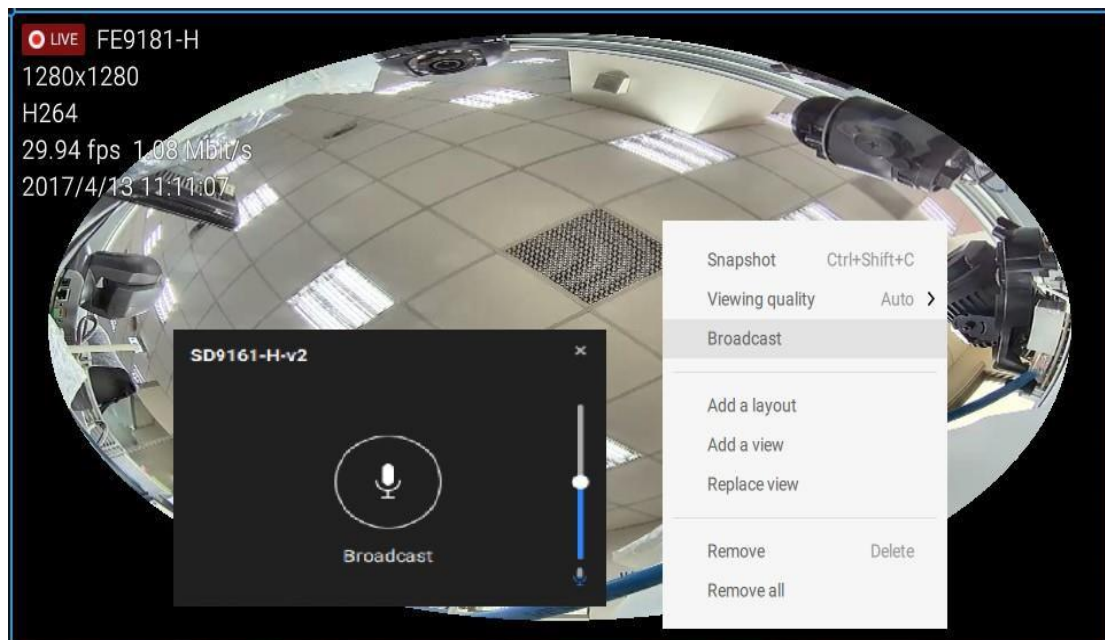 LIVE FE9181-H
1280x1280
H264
29.94 fps 1.08 Mbit/s
2017/4/13 11:11:07
Snapshot Ctrl+Shift+C
Viewing quality Auto
Broadcast
Add a layout
Add a view
Replace view
Remove Delete
Remove all
SD9161-H-v2
Broadcast